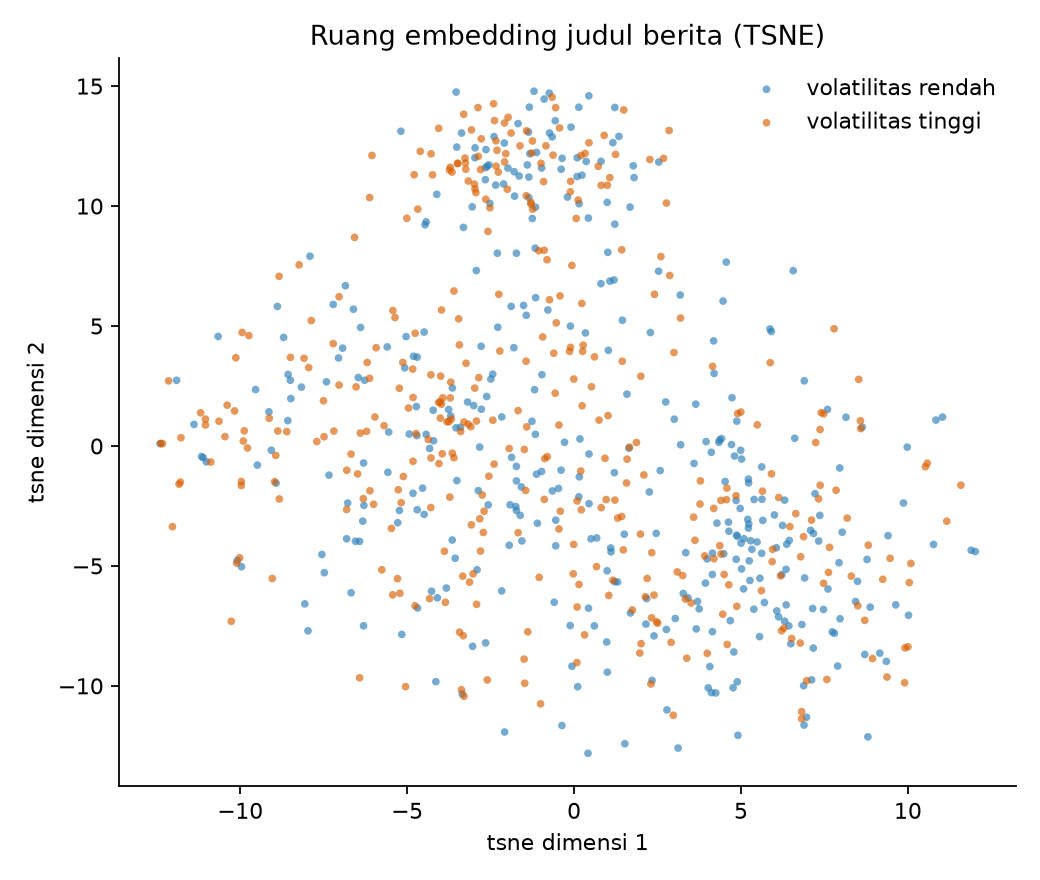 Ruang embedding judul berita (TSNE)
volatilitas rendah
volatilitas tinggi
15
10
5
0
−5
−10
tsne dimensi 2
−10
−5
0
5
10
tsne dimensi 1